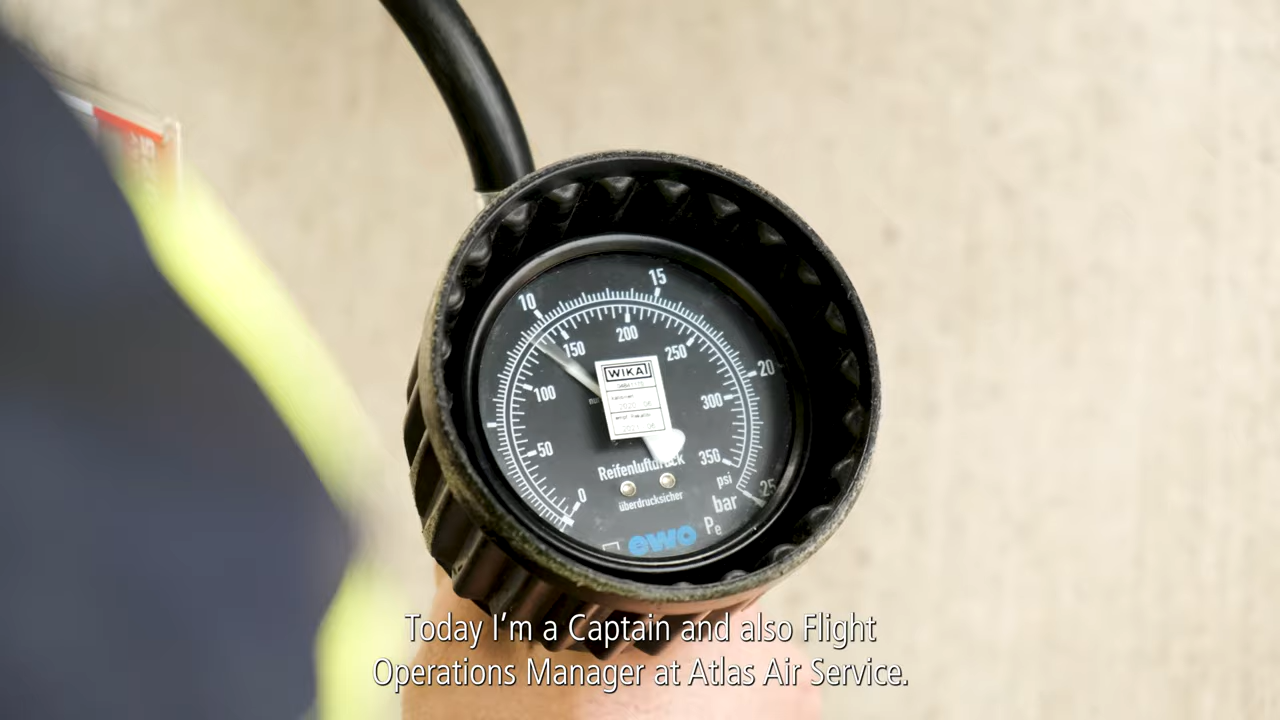 15
10
200
150
250
20
100
WIKA
300
50
350
Reifenluftdruck
psi
25
0
überdrucksicher
bar
Pe
ewo
Today I'm a Captain and also Flight
Operations Manager at Atlas Air Service.